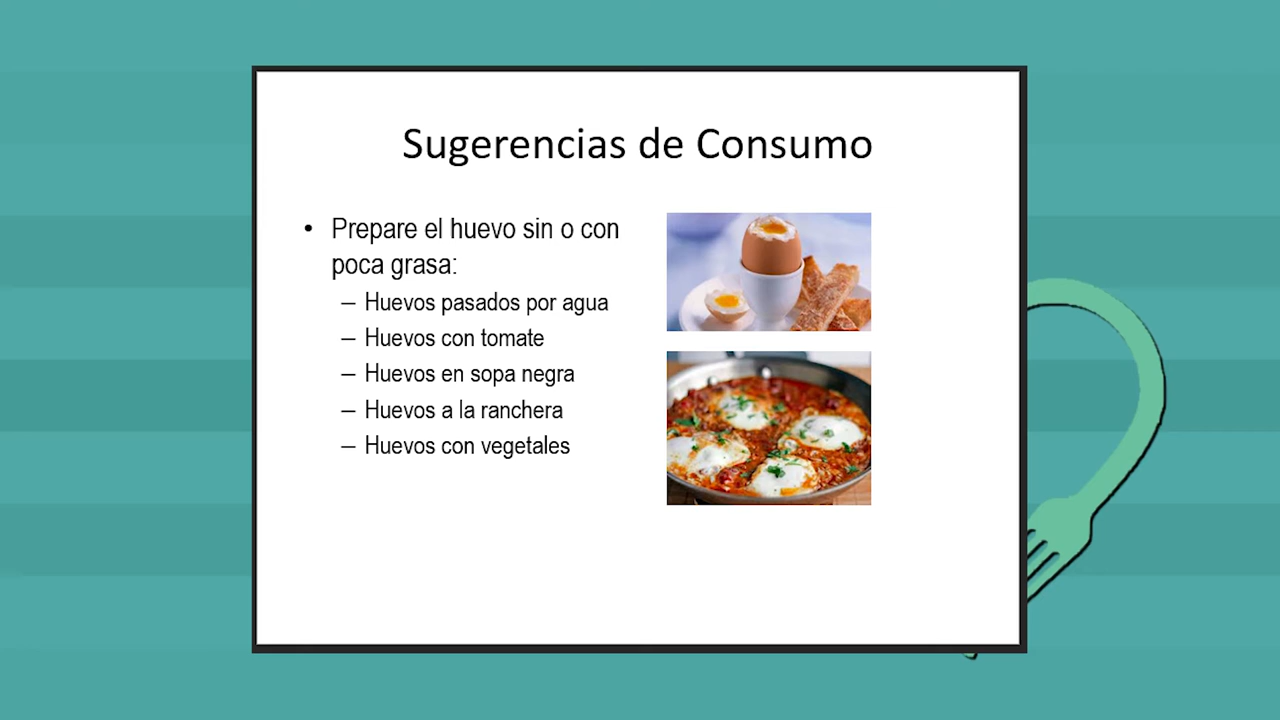 Sugerencias de Consumo
• Prepare el huevo sin o con
poca grasa:
– Huevos pasados por agua
– Huevos con tomate
– Huevos en sopa negra
– Huevos a la ranchera
– Huevos con vegetales